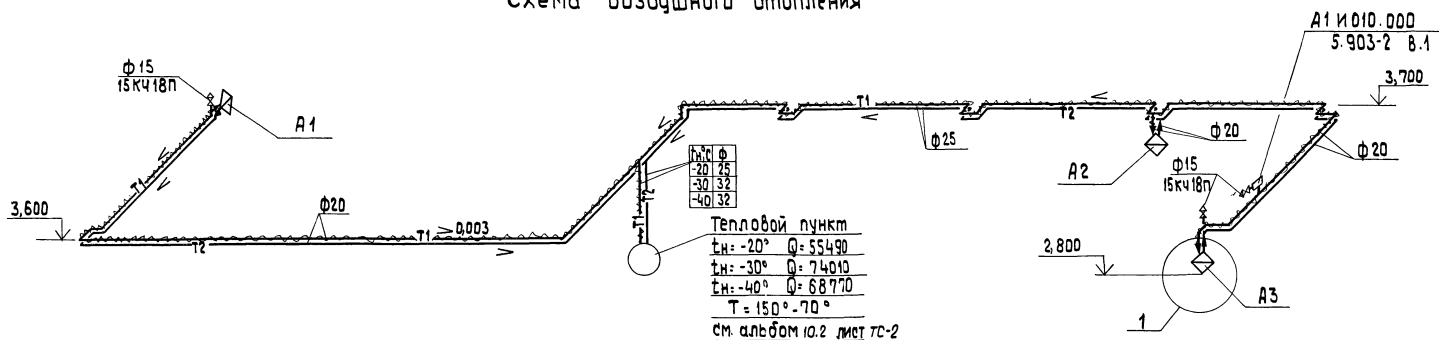 Схема воздушного отопления
А1 И 010.000
5.903-2 В.1
ф15
15кч18п
А1
Т1
3,700
Т1
Т2
ф25
ф20
А2
ф20
ф15
15кч18п
tн°C ф
-20 25
-30 32
-40 32
Т1
Т2
3,600
ф20
Т2
Т1
0,003
Тепловой пункт
tн=-20° Q=55490
tн=-30° Q=74010
tн=-40° Q=68770
Т=150°-70°
см. альбом 10.2 лист ТС-2
2,800
А3
1